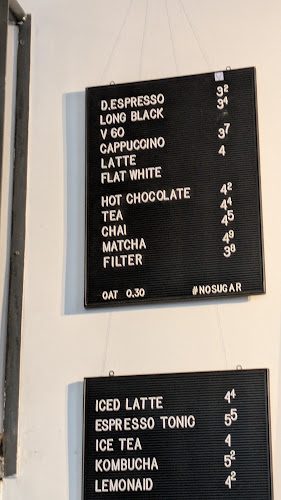 D.ESPRESSO 3²
LONG BLACK 3⁴
V 60
CAPPUCCINO 3⁷
LATTE 4
FLAT WHITE
HOT CHOCOLATE 4²
TEA 4⁴
CHAI 4⁵
MATCHA 4⁹
FILTER 3⁸
OAT 0.30 #NOSUGAR
ICED LATTE 4⁴
ESPRESSO TONIC 5⁵
ICE TEA 4
KOMBUCHA 5²
LEMONAID 4²